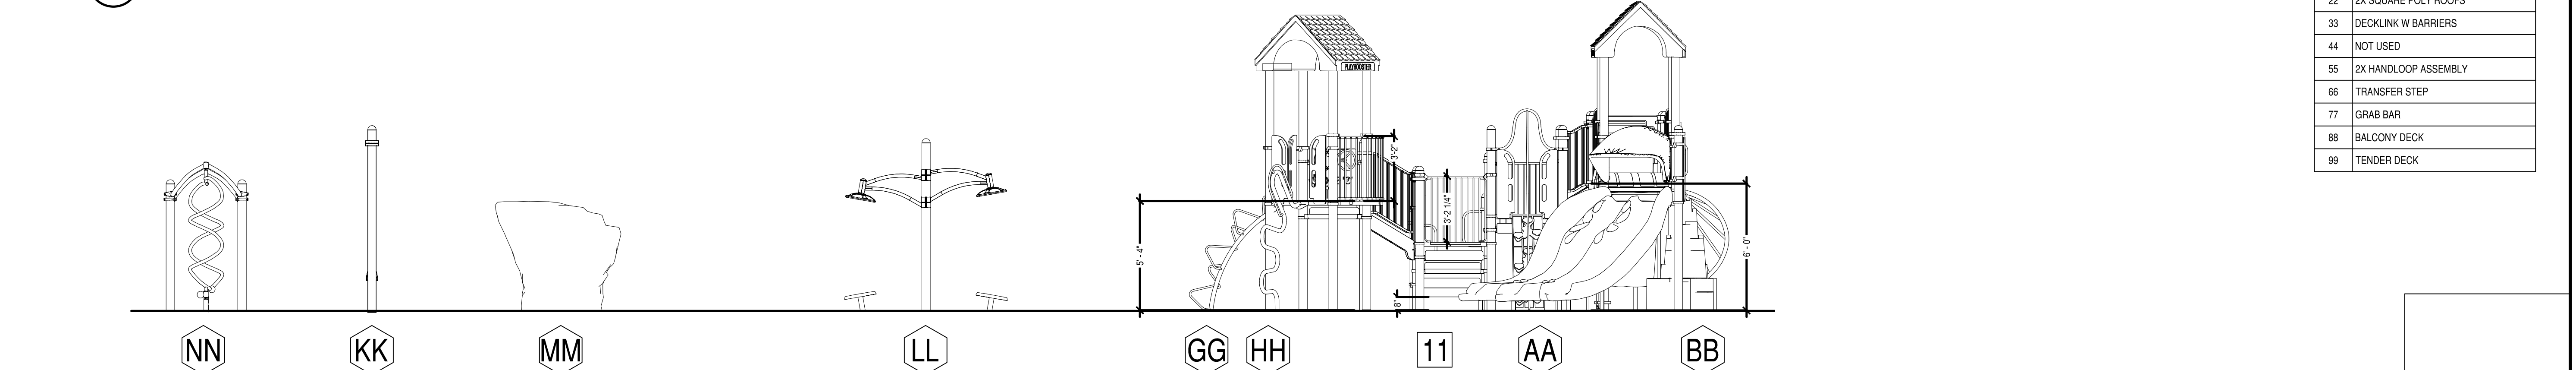 22 2X SQUARE POLY ROOFS
33 DECKLINK W BARRIERS
44 NOT USED
55 2X HANDLOOP ASSEMBLY
66 TRANSFER STEP
77 GRAB BAR
88 BALCONY DECK
99 TENDER DECK
PLAYBOOSTER
3'-2"
3'-2 1/4"
5' - 4"
8"
6' - 0"
NN KK MM LL GG HH 11 AA BB